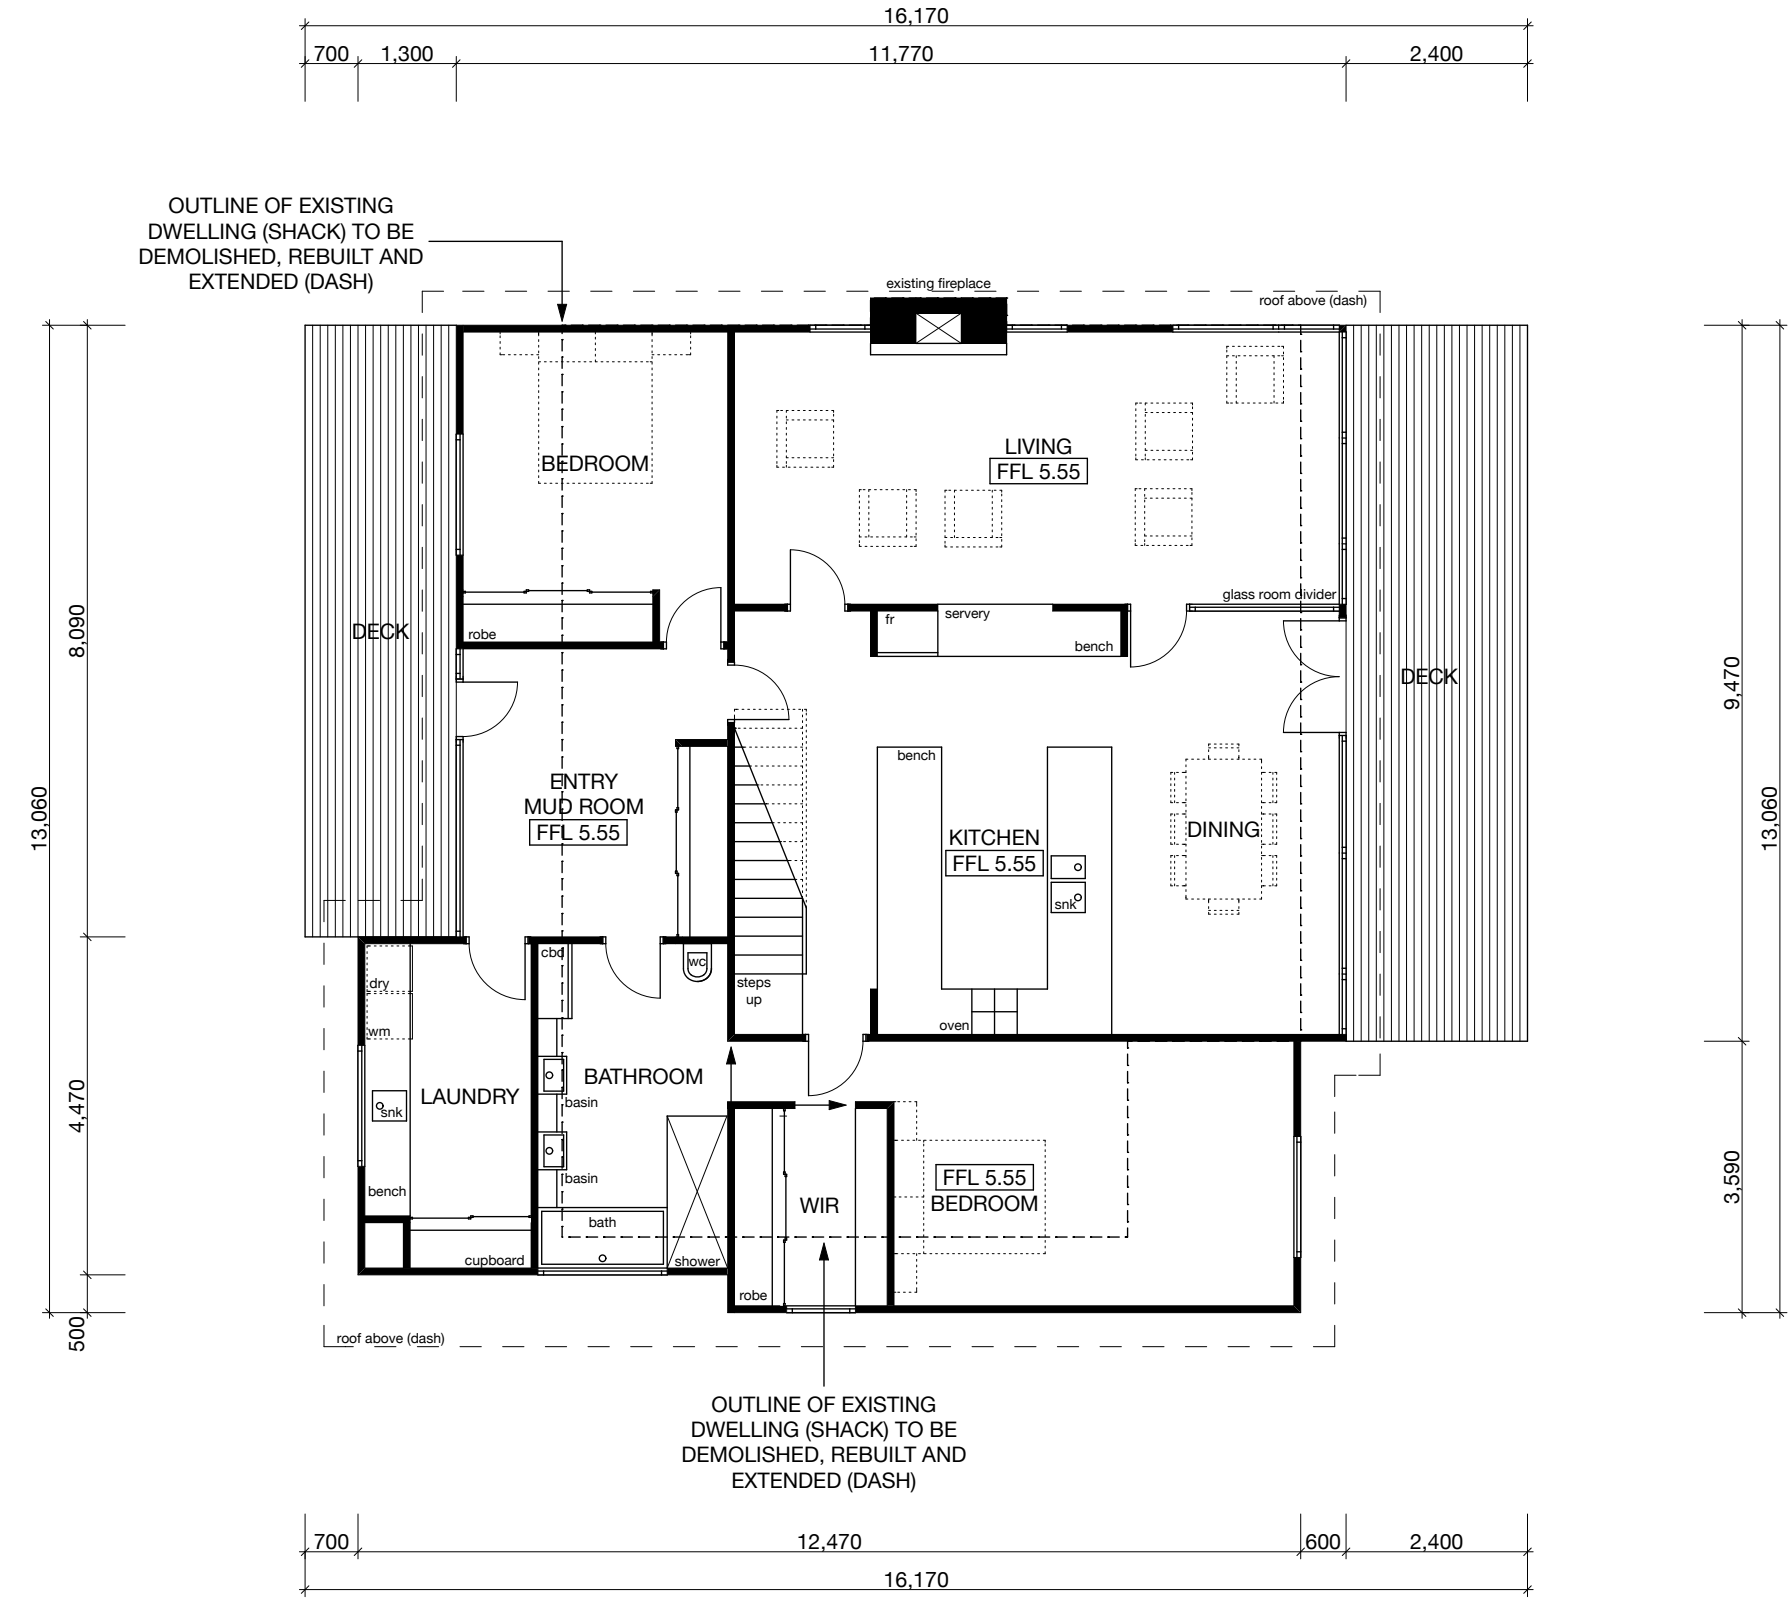 16,170
700
1,300
11,770
2,400
OUTLINE OF EXISTING
DWELLING (SHACK) TO BE
DEMOLISHED, REBUILT AND
EXTENDED (DASH)
existing fireplace
roof above (dash)
BEDROOM
LIVING
FFL 5.55
glass room divider
robe
fr
servery
bench
DECK
DECK
8,090
9,470
13,060
13,060
ENTRY
MUD ROOM
FFL 5.55
bench
KITCHEN
FFL 5.55
snk
DINING
cbd
wc
dry
wm
steps
up
oven
4,470
LAUNDRY
snk
BATHROOM
basin
basin
bench
bath
cupboard
shower
WIR
robe
FFL 5.55
BEDROOM
3,590
500
roof above (dash)
OUTLINE OF EXISTING
DWELLING (SHACK) TO BE
DEMOLISHED, REBUILT AND
EXTENDED (DASH)
700
12,470
600
2,400
16,170